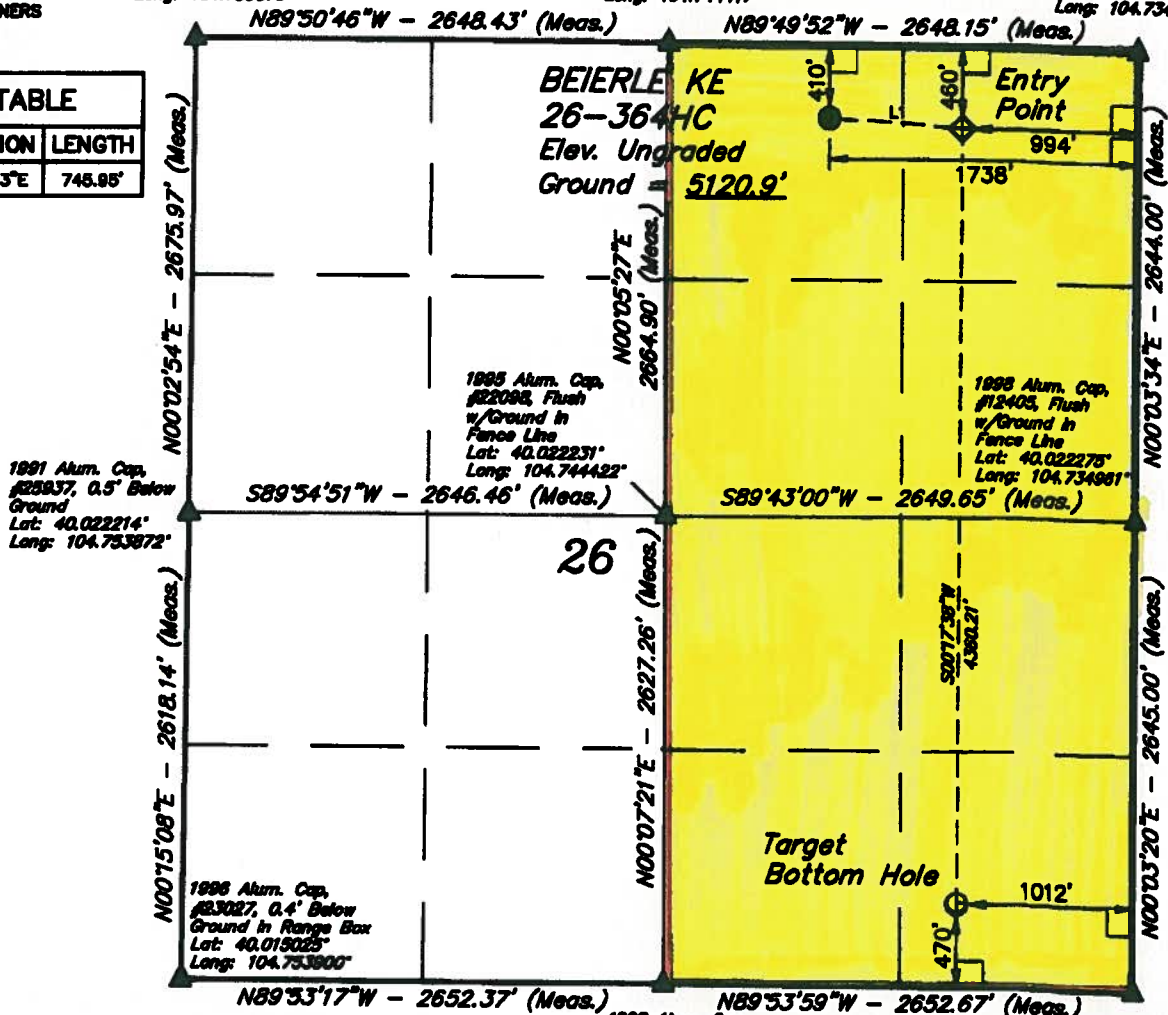 NERS
Long: 104.734
N89°50'46"W - 2648.43' (Meas.)
N89°49'52"W - 2648.15' (Meas.)
TABLE
ION LENGTH
3"E 745.95'
BEIERLE KE
26-364HC
Elev. Ungraded
Ground = 5120.9'
410'
460'
Entry
Point
L1
994'
1738'
N00°02'54"E - 2675.97' (Meas.)
N00°05'27"E
2664.90' (Meas.)
N00°03'34"E - 2644.00' (Meas.)
1995 Alum. Cap,
#22098, Flush
w/Ground in
Fence Line
Lat: 40.022231°
Long: 104.744422°
1998 Alum. Cap,
#12405, Flush
w/Ground in
Fence Line
Lat: 40.022275°
Long: 104.734961°
1991 Alum. Cap,
#25937, 0.5' Below
Ground
Lat: 40.022214°
Long: 104.753872°
S89°54'51"W - 2646.46' (Meas.)
S89°43'00"W - 2649.65' (Meas.)
26
N00°15'08"E - 2618.14' (Meas.)
N00°07'21"E - 2627.26' (Meas.)
S00°17'38"W
4360.21'
N00°03'20"E - 2645.00' (Meas.)
Target
Bottom Hole
1012'
470'
1996 Alum. Cap,
#23027, 0.4' Below
Ground in Range Box
Lat: 40.015025°
Long: 104.753900°
N89°53'17"W - 2652.37' (Meas.)
N89°53'59"W - 2652.67' (Meas.)